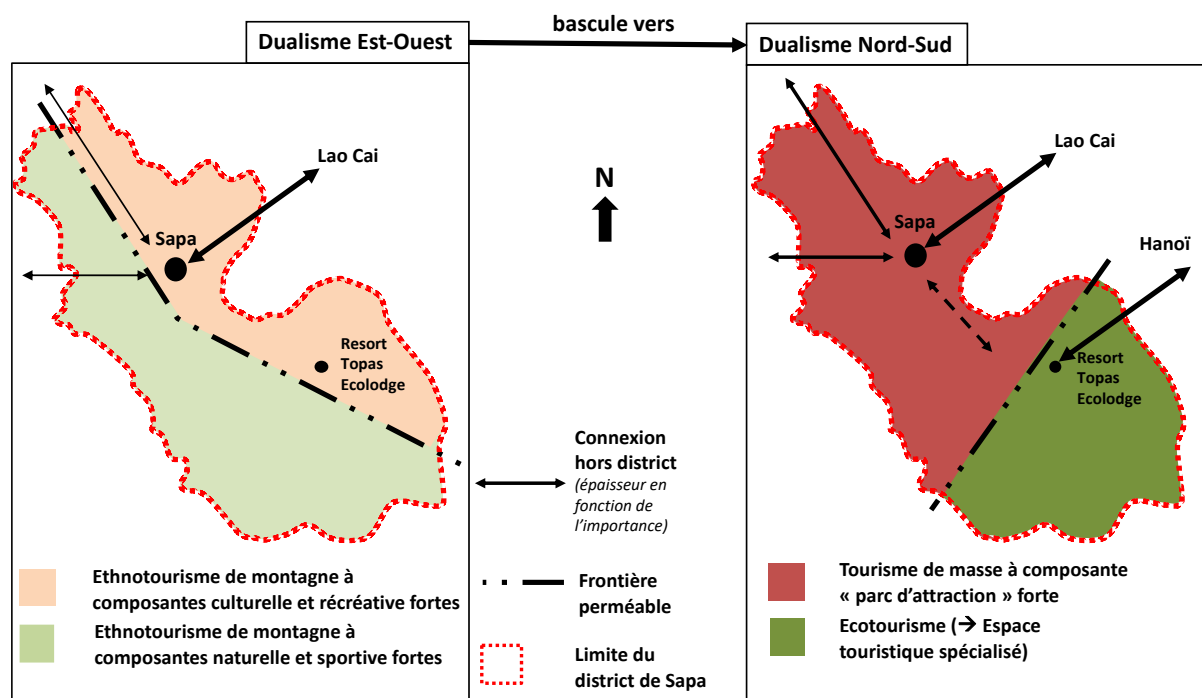 Dualisme Est-Ouest
bascule vers
Dualisme Nord-Sud
Lao Cai
Sapa
Resort
Topas
Ecolodge
N
Lao Cai
Sapa
Hanoï
Resort
Topas
Ecolodge
Connexion
hors district
(épaisseur en
fonction de
l’importance)
Ethnotourisme de montagne à
composantes culturelle et récréative fortes
Ethnotourisme de montagne à
composantes naturelle et sportive fortes
Frontière
perméable
Limite du
district de Sapa
Tourisme de masse à composante
« parc d’attraction » forte
Ecotourisme (→ Espace
touristique spécialisé)